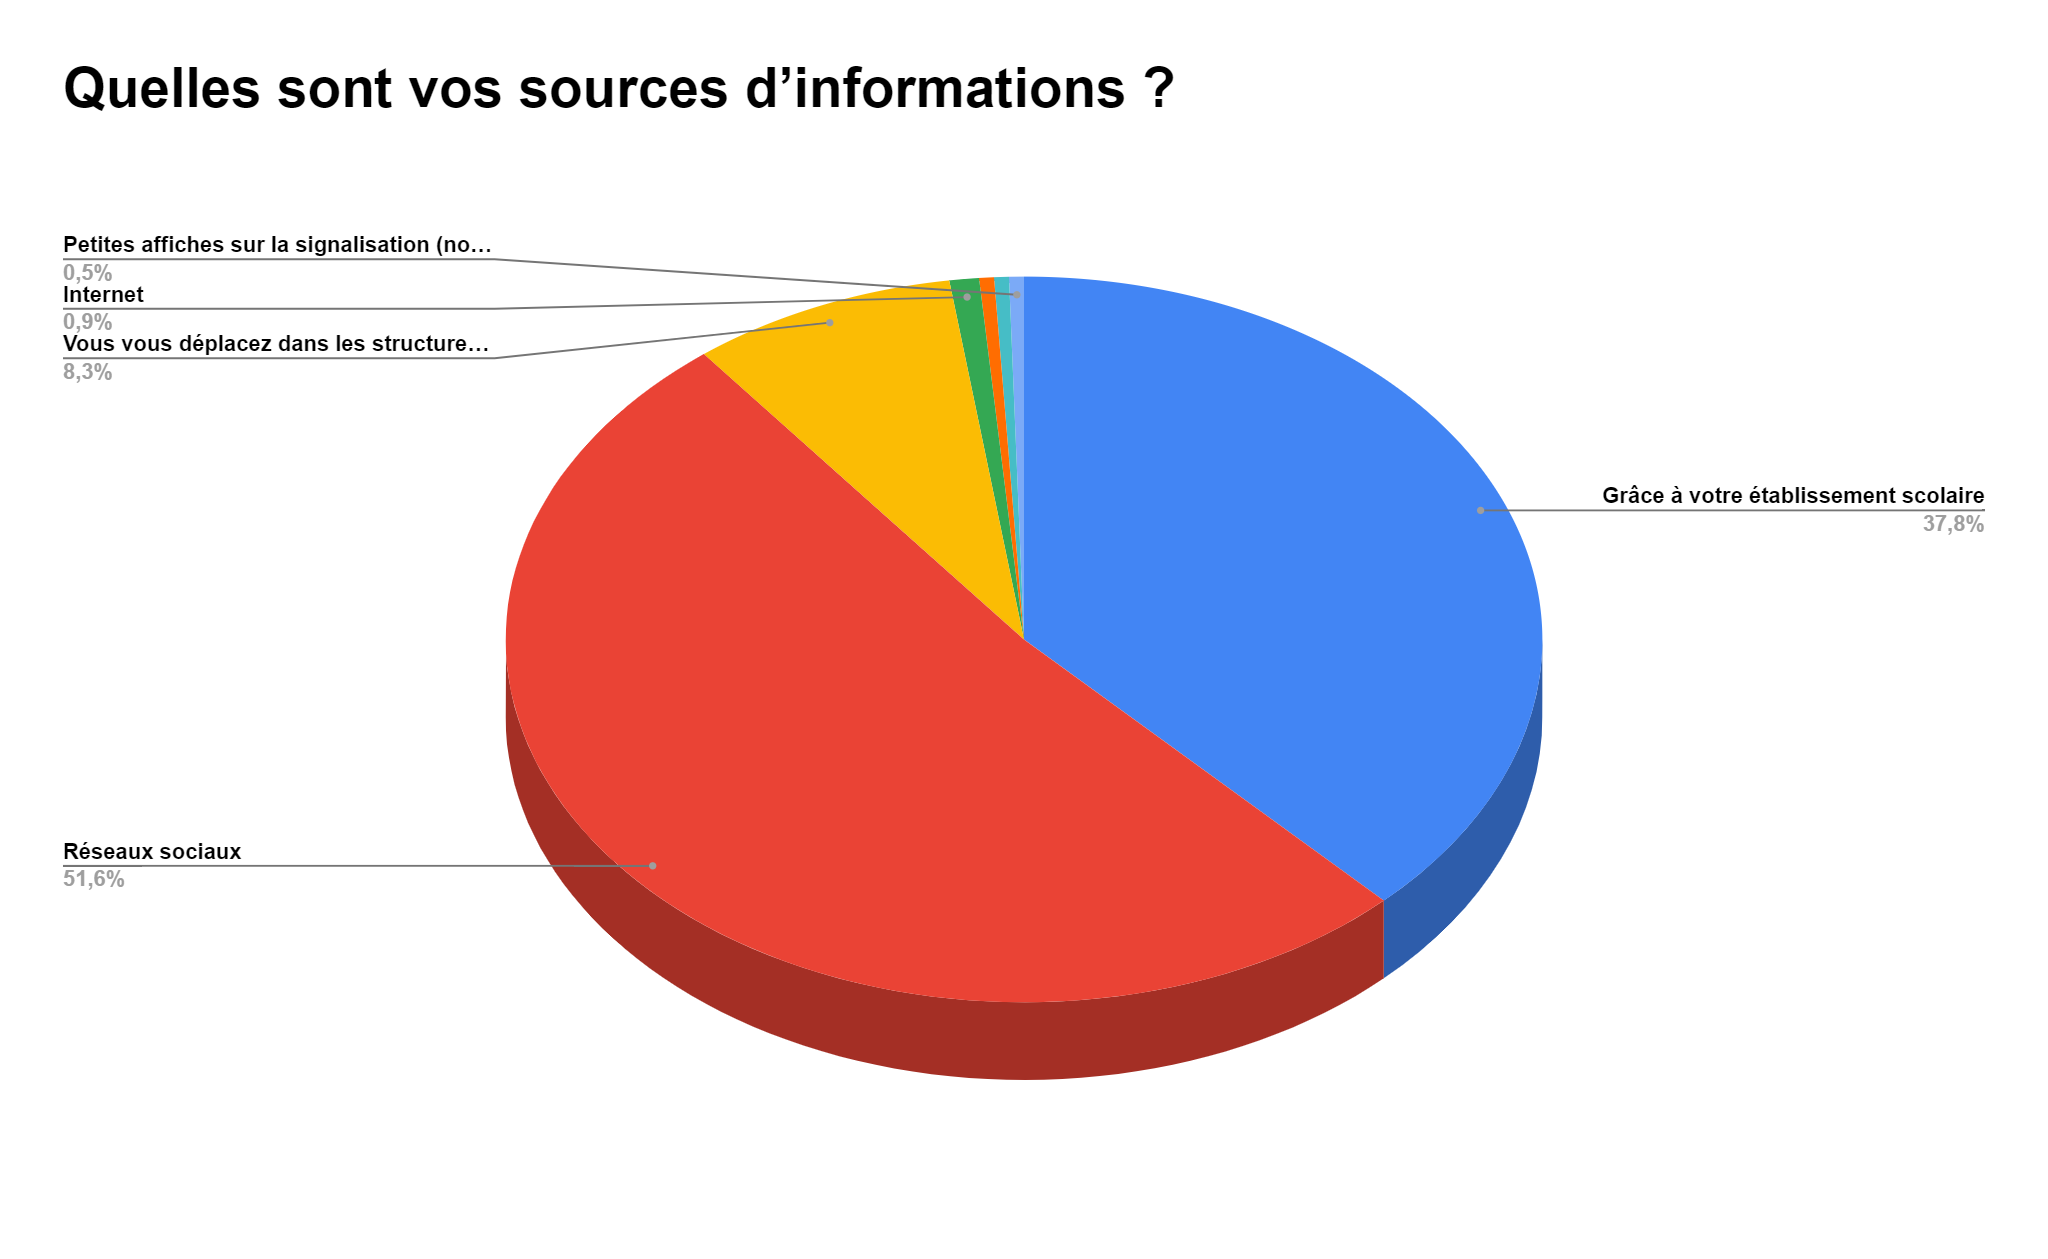 Quelles sont vos sources d’informations ?
Petites affiches sur la signalisation (no…
0,5%
Internet
0,9%
Vous vous déplacez dans les structure…
8,3%
Grâce à votre établissement scolaire
37,8%
Réseaux sociaux
51,6%